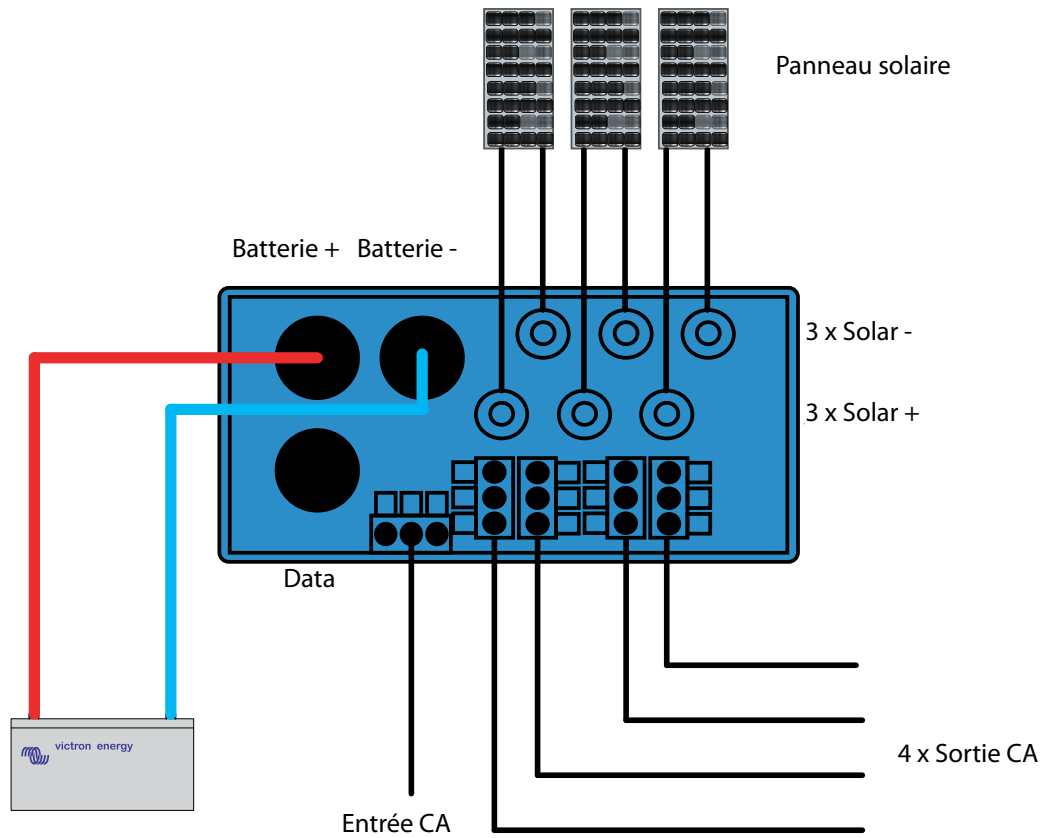 Panneau solaire
Batterie + Batterie -
3 x Solar -
3 x Solar +
Data
victron energy
4 x Sortie CA
Entrée CA